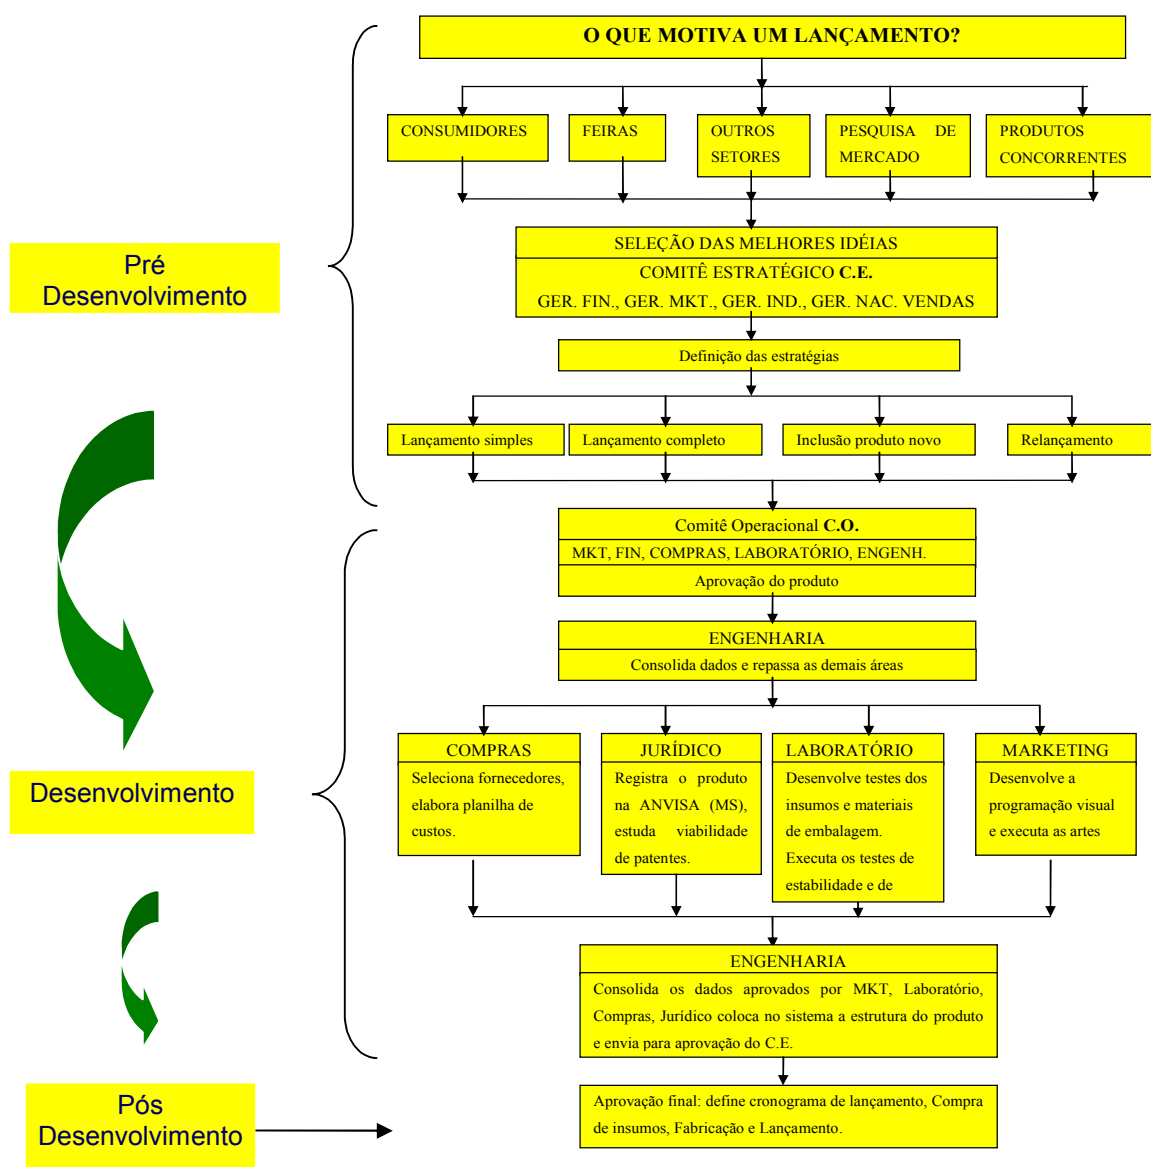 O QUE MOTIVA UM LANÇAMENTO?
CONSUMIDORES
FEIRAS
OUTROS
SETORES
PESQUISA DE
MERCADO
PRODUTOS
CONCORRENTES
SELEÇÃO DAS MELHORES IDÉIAS
COMITÊ ESTRATÉGICO C.E.
GER. FIN., GER. MKT., GER. IND., GER. NAC. VENDAS
Pré
Desenvolvimento
Definição das estratégias
Lançamento simples
Lançamento completo
Inclusão produto novo
Relançamento
Comitê Operacional C.O.
MKT, FIN, COMPRAS, LABORATÓRIO, ENGENH.
Aprovação do produto
ENGENHARIA
Consolida dados e repassa as demais áreas
Desenvolvimento
COMPRAS
Seleciona fornecedores,
elabora planilha de
custos.
JURÍDICO
Registra o produto
na ANVISA (MS),
estuda viabilidade
de patentes.
LABORATÓRIO
Desenvolve testes dos
insumos e materiais
de embalagem.
Executa os testes de
estabilidade e de
MARKETING
Desenvolve a
programação visual
e executa as artes
ENGENHARIA
Consolida os dados aprovados por MKT, Laboratório,
Compras, Jurídico coloca no sistema a estrutura do produto
e envia para aprovação do C.E.
Pós
Desenvolvimento
Aprovação final: define cronograma de lançamento, Compra
de insumos, Fabricação e Lançamento.